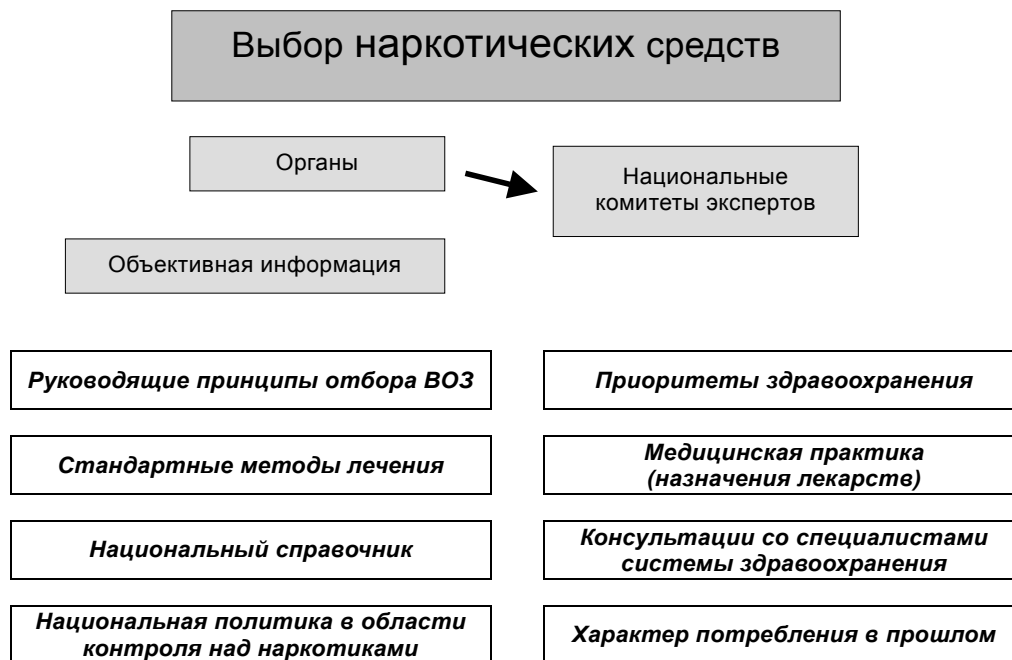 Выбор наркотических средств
Органы
Национальные
комитеты экспертов
Объективная информация
Руководящие принципы отбора ВОЗ
Приоритеты здравоохранения
Стандартные методы лечения
Медицинская практика
(назначения лекарств)
Национальный справочник
Консультации со специалистами
системы здравоохранения
Национальная политика в области
контроля над наркотиками
Характер потребления в прошлом